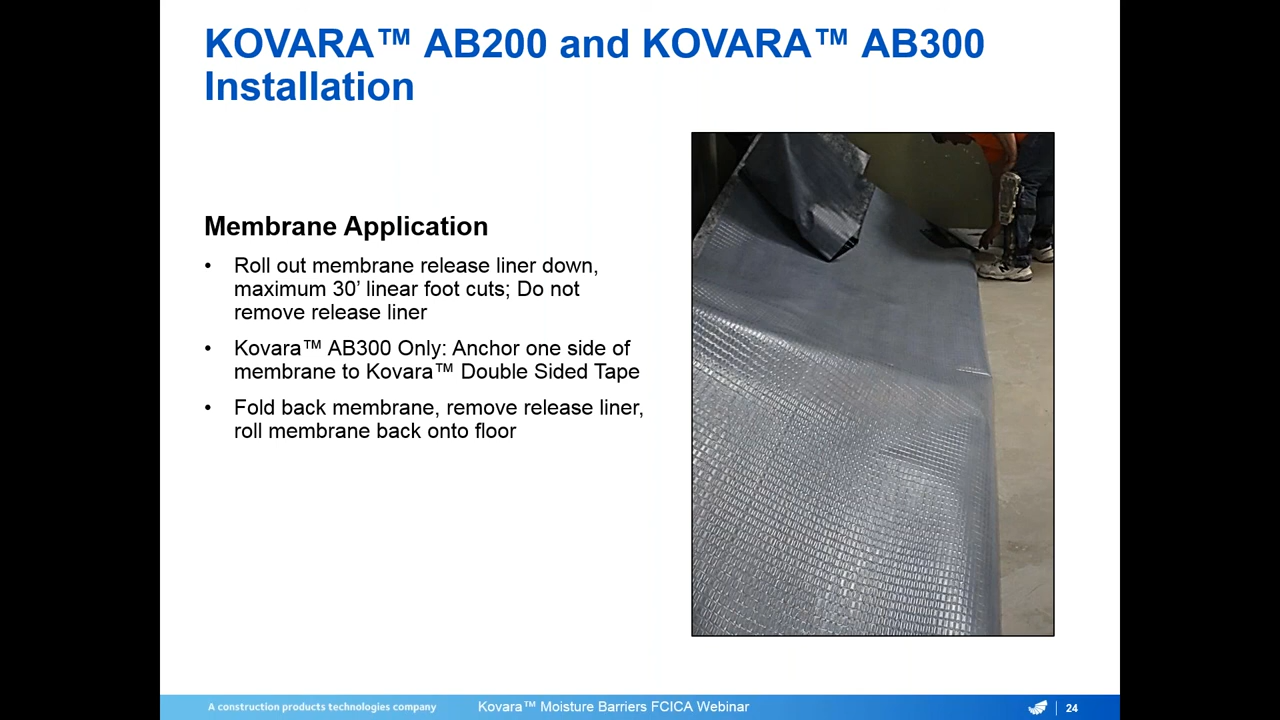 KOVARA™ AB200 and KOVARA™ AB300
Installation
Membrane Application
• Roll out membrane release liner down,
maximum 30’ linear foot cuts; Do not
remove release liner
• Kovara™ AB300 Only: Anchor one side of
membrane to Kovara™ Double Sided Tape
• Fold back membrane, remove release liner,
roll membrane back onto floor
A construction products technologies company
Kovara™ Moisture Barriers FCICA Webinar
24